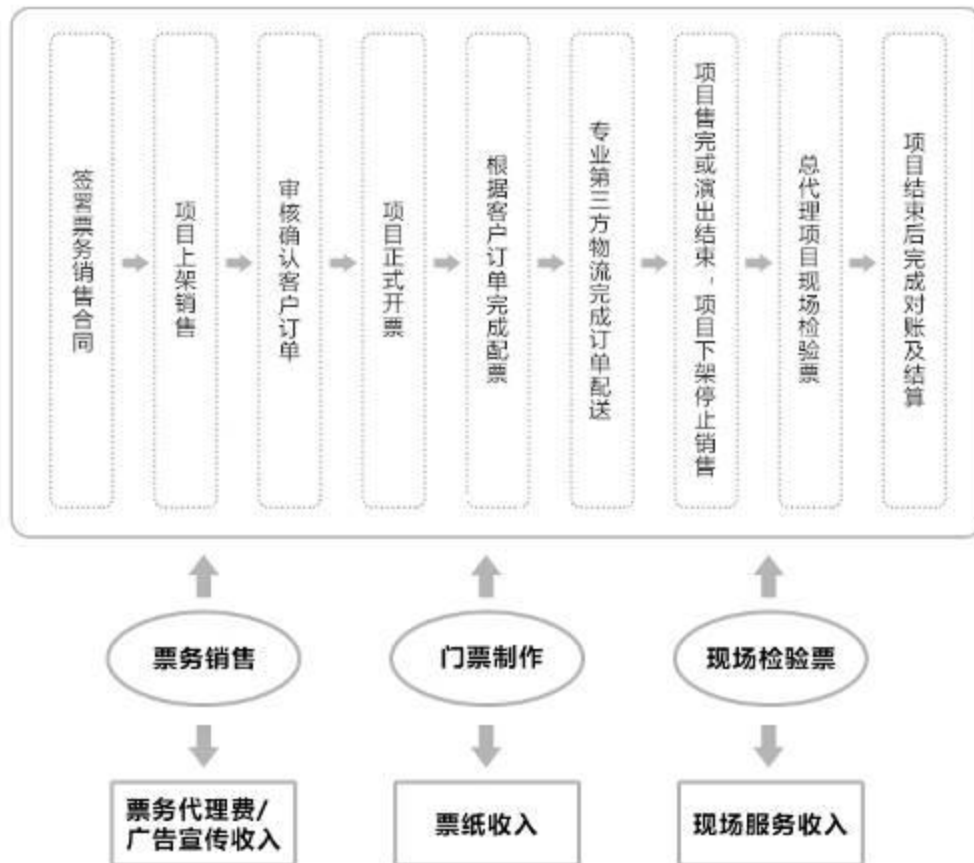 签署票务销售合同
项目上架销售
审核确认客户订单
项目正式开票
根据客户订单完成配票
专业第三方物流完成订单配送
项目售完或演出结束，项目下架停止销售
总代理项目现场检验票
项目结束后完成对账及结算
票务销售
门票制作
现场检验票
票务代理费/
广告宣传收入
票纸收入
现场服务收入